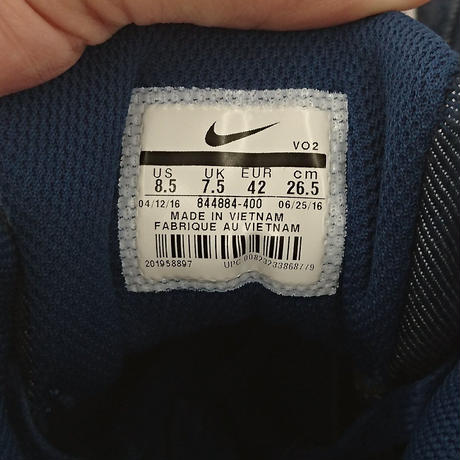 VO2
US UK EUR cm
8.5 7.5 42 26.5
04/12/16 844884-400 06/25/16
MADE IN VIETNAM
FABRIQUE AU VIETNAM
201958897 UPC